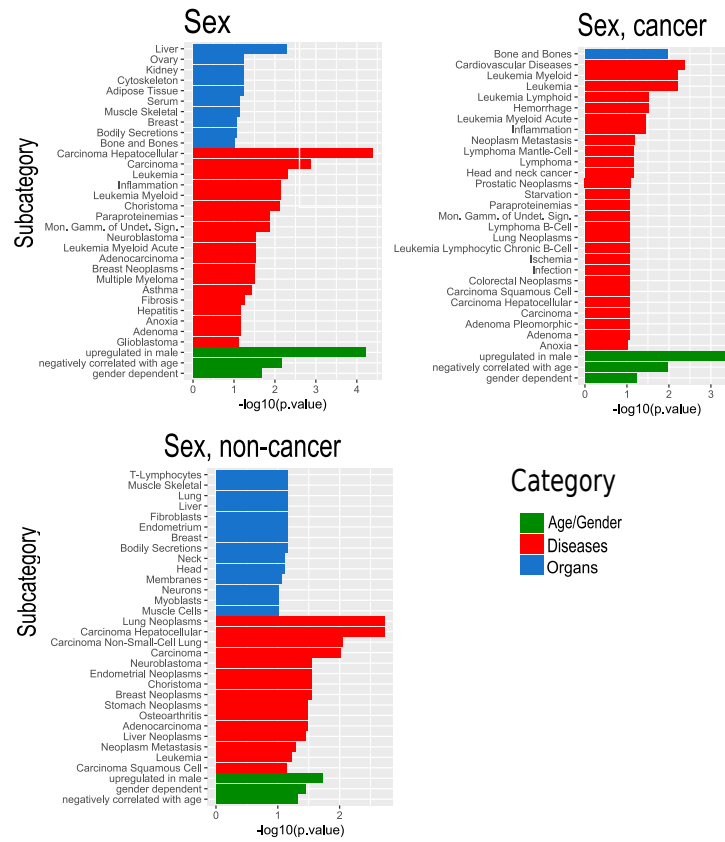 Sex
Subcategory
Liver
Ovary
Kidney
Cytoskeleton
Adipose Tissue
Serum
Muscle Skeletal
Breast
Bodily Secretions
Bone and Bones
Carcinoma Hepatocellular
Carcinoma
Leukemia
Inflammation
Leukemia Myeloid
Choristoma
Paraproteinemias
Mon. Gamm. of Undet. Sign.
Neuroblastoma
Leukemia Myeloid Acute
Adenocarcinoma
Breast Neoplasms
Multiple Myeloma
Asthma
Fibrosis
Hepatitis
Anoxia
Adenoma
Glioblastoma
upregulated in male
negatively correlated with age
gender dependent
0 1 2 3 4
-log10(p.value)
Sex, cancer
Bone and Bones
Cardiovascular Diseases
Leukemia Myeloid
Leukemia
Leukemia Lymphoid
Hemorrhage
Leukemia Myeloid Acute
Inflammation
Neoplasm Metastasis
Lymphoma Mantle-Cell
Lymphoma
Head and neck cancer
Prostatic Neoplasms
Starvation
Paraproteinemias
Mon. Gamm. of Undet. Sign.
Lymphoma B-Cell
Lung Neoplasms
Leukemia Lymphocytic Chronic B-Cell
Ischemia
Infection
Colorectal Neoplasms
Carcinoma Squamous Cell
Carcinoma Hepatocellular
Carcinoma
Adenoma Pleomorphic
Adenoma
Anoxia
upregulated in male
negatively correlated with age
gender dependent
0 1 2 3
-log10(p.value)
Sex, non-cancer
Subcategory
T-Lymphocytes
Muscle Skeletal
Lung
Liver
Fibroblasts
Endometrium
Breast
Bodily Secretions
Neck
Head
Membranes
Neurons
Myoblasts
Muscle Cells
Lung Neoplasms
Carcinoma Hepatocellular
Carcinoma Non-Small-Cell Lung
Carcinoma
Neuroblastoma
Endometrial Neoplasms
Choristoma
Breast Neoplasms
Stomach Neoplasms
Osteoarthritis
Adenocarcinoma
Liver Neoplasms
Neoplasm Metastasis
Leukemia
Carcinoma Squamous Cell
upregulated in male
gender dependent
negatively correlated with age
0 1 2
-log10(p.value)
Category
Age/Gender
Diseases
Organs